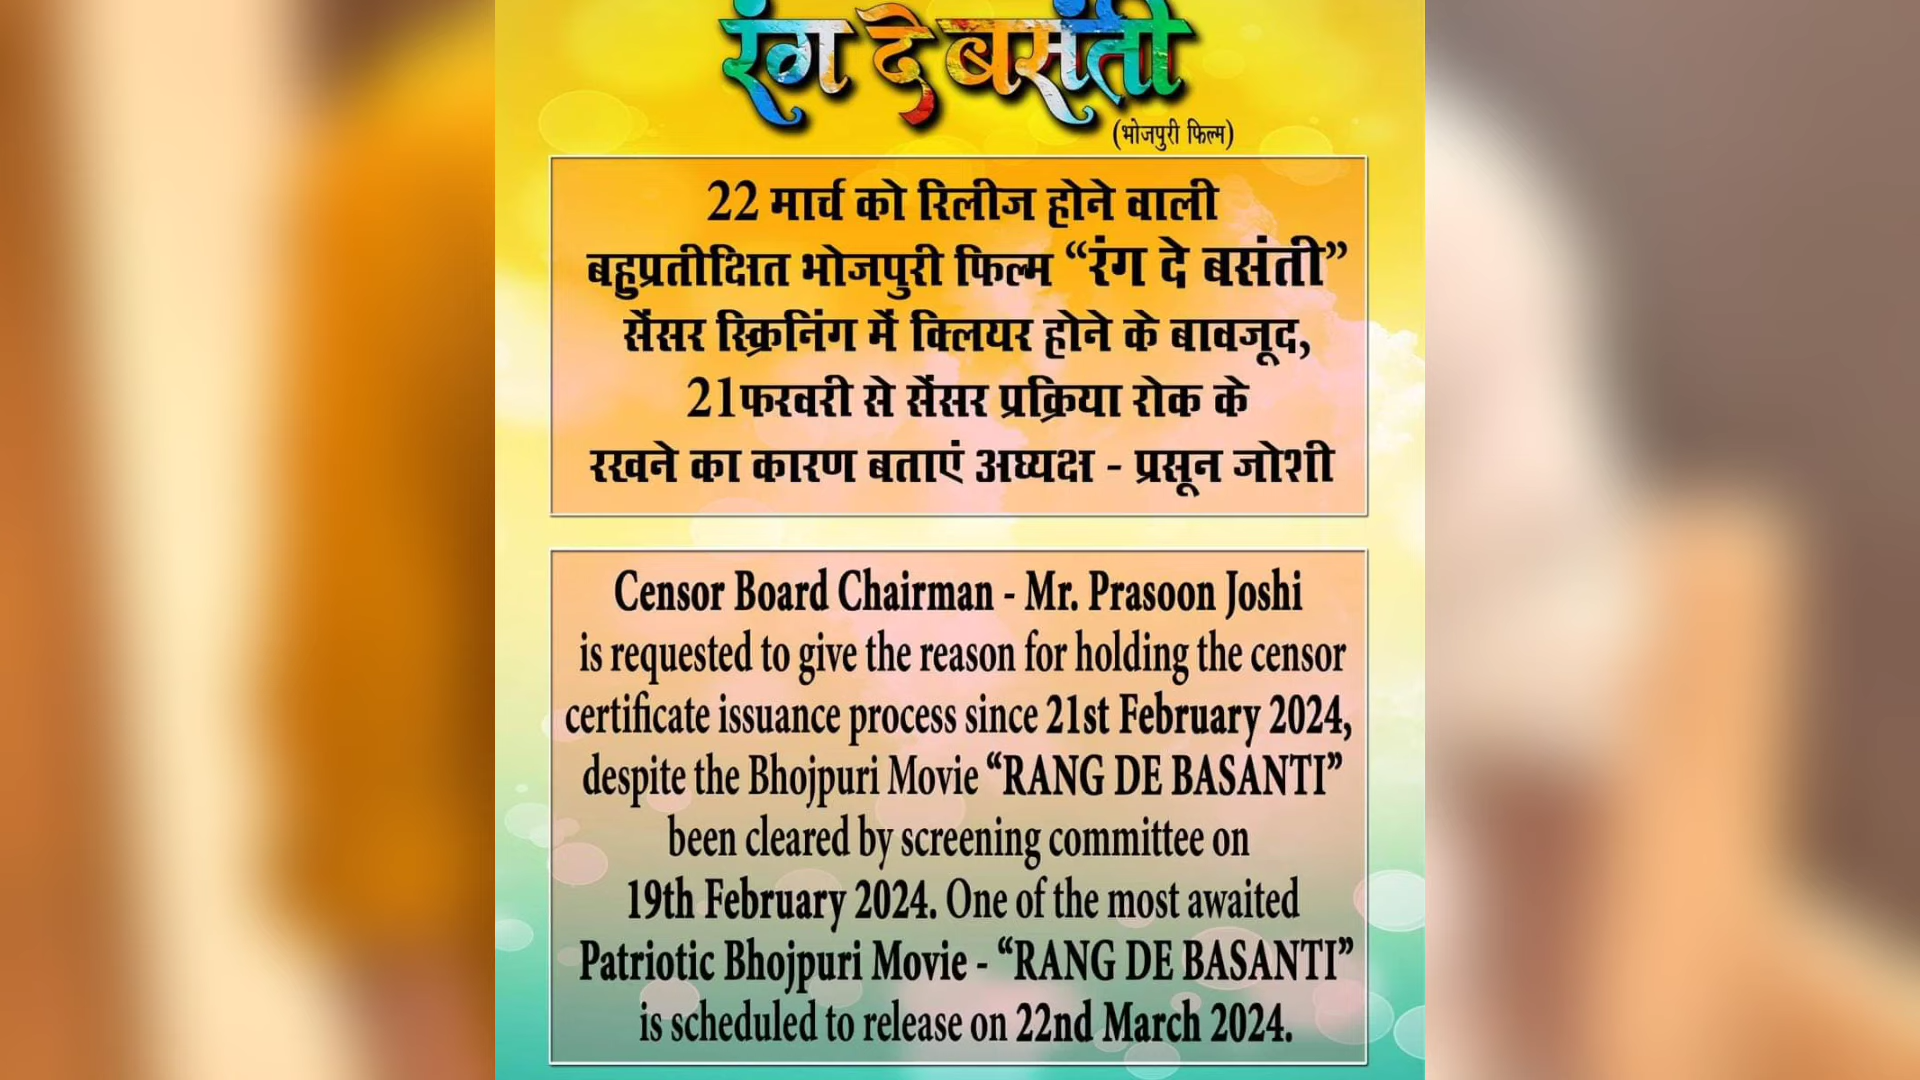 रंग दे बसंती
(भोजपुरी फिल्म)
22 मार्च को रिलीज होने वाली
बहुप्रतीक्षित भोजपुरी फिल्म “रंग दे बसंती”
सेंसर स्क्रिनिंग में क्लियर होने के बावजूद,
21फरवरी से सेंसर प्रक्रिया रोक के
रखने का कारण बताएं अध्यक्ष - प्रसून जोशी
Censor Board Chairman - Mr. Prasoon Joshi
is requested to give the reason for holding the censor
certificate issuance process since 21st February 2024,
despite the Bhojpuri Movie “RANG DE BASANTI”
been cleared by screening committee on
19th February 2024. One of the most awaited
Patriotic Bhojpuri Movie - “RANG DE BASANTI”
is scheduled to release on 22nd March 2024.